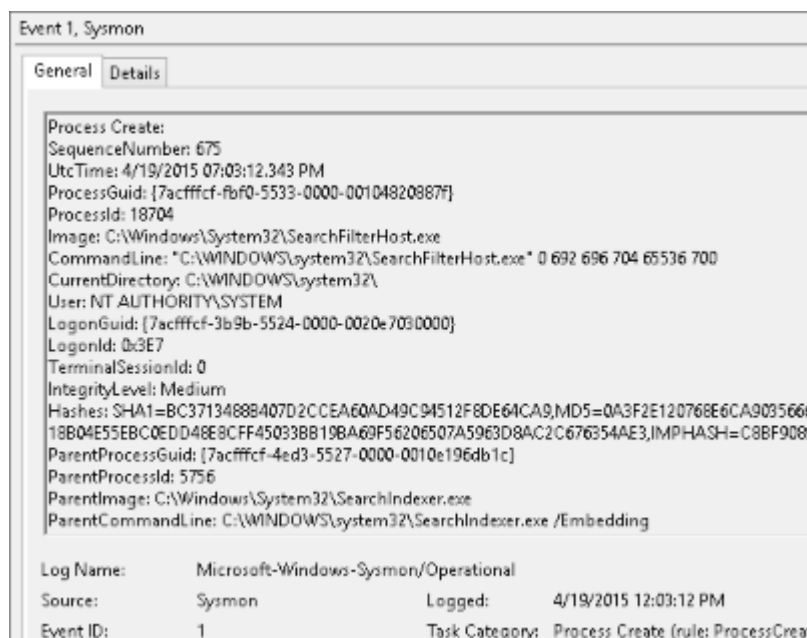 Event 1, Sysmon
General
Details
Process Create:
SequenceNumber: 675
UtcTime: 4/19/2015 07:03:12.343 PM
ProcessGuid: {7acfffcf-fbf0-5533-0000-00104820887f}
ProcessId: 18704
Image: C:\Windows\System32\SearchFilterHost.exe
CommandLine: "C:\WINDOWS\system32\SearchFilterHost.exe" 0 692 696 704 65536 700
CurrentDirectory: C:\WINDOWS\system32\
User: NT AUTHORITY\SYSTEM
LogonGuid: {7acfffcf-3b9b-5524-0000-0020e7030000}
LogonId: 0x3E7
TerminalSessionId: 0
IntegrityLevel: Medium
Hashes: SHA1=BC3713488B407D2CCEA60AD49C94512F8DE64CA9,MD5=0A3F2E120768E6CA903566
18B04E55EBC0EDD48E8CFF45033BB19BA69F56206507A5963D8AC2C676354AE3,IMPHASH=C8BF908
ParentProcessGuid: {7acfffcf-4ed3-5527-0000-0010e196db1c}
ParentProcessId: 5756
ParentImage: C:\Windows\System32\SearchIndexer.exe
ParentCommandLine: C:\WINDOWS\system32\SearchIndexer.exe /Embedding
Log Name: Microsoft-Windows-Sysmon/Operational
Source: Sysmon Logged: 4/19/2015 12:03:12 PM
Event ID: 1 Task Category: Process Create (rule: ProcessCrea